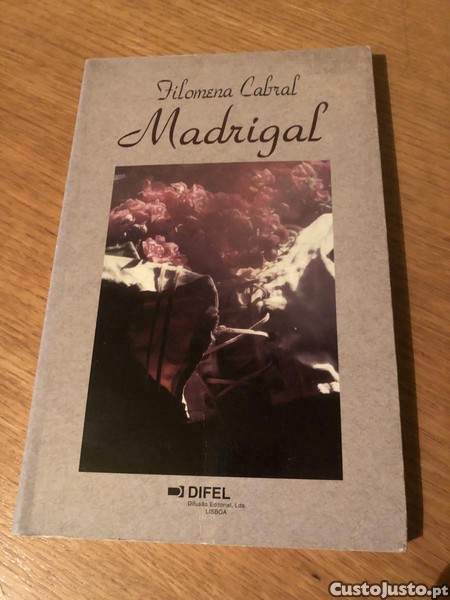 Filomena Cabral
Madrigal
DIFEL
Difusão Editorial, Lda.
LISBOA
CustoJusto.pt